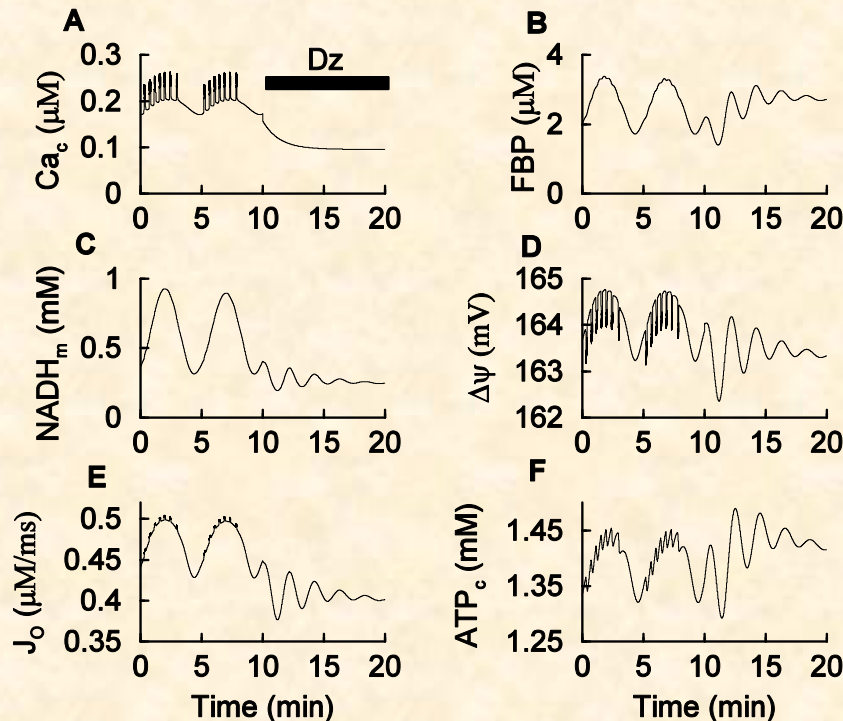 A
Ca_c (μM)
0.3
0.2
0.1
0
Dz
0 5 10 15 20
B
FBP (μM)
4
2
0
0 5 10 15 20
C
NADH_m (mM)
1
0.5
0
0 5 10 15 20
D
Δψ (mV)
165
164
163
162
0 5 10 15 20
E
J_O (μM/ms)
0.5
0.45
0.4
0.35
0 5 10 15 20
Time (min)
F
ATP_c (mM)
1.45
1.35
1.25
0 5 10 15 20
Time (min)